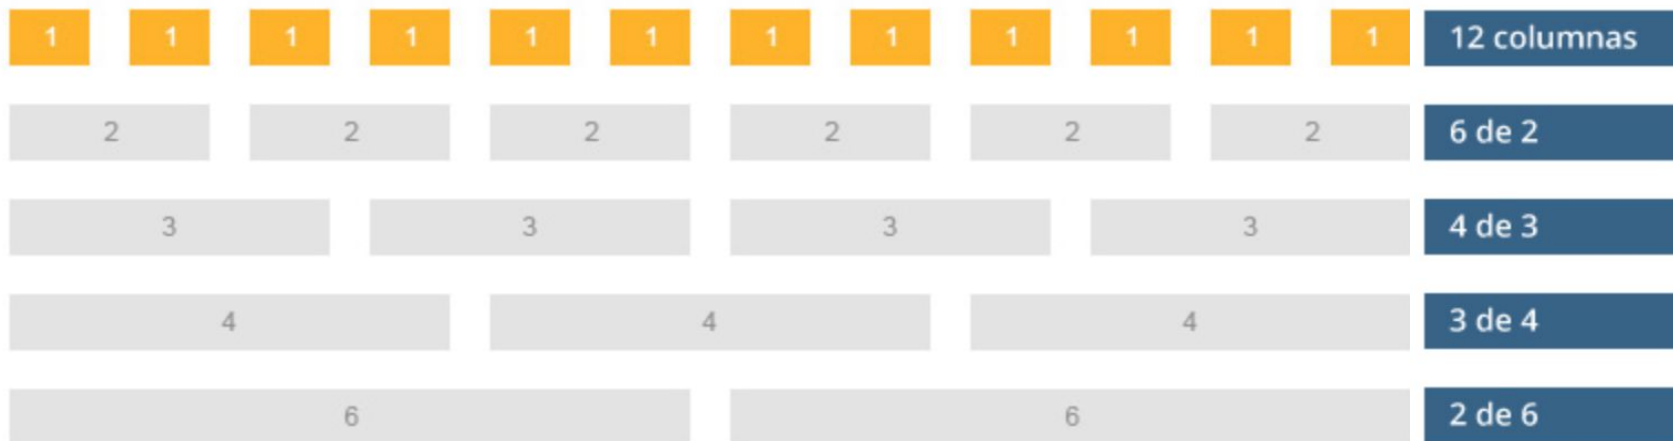 1 1 1 1 1 1 1 1 1 1 1 1 12 columnas
2 2 2 2 2 2 6 de 2
3 3 3 3 4 de 3
4 4 4 3 de 4
6 6 2 de 6